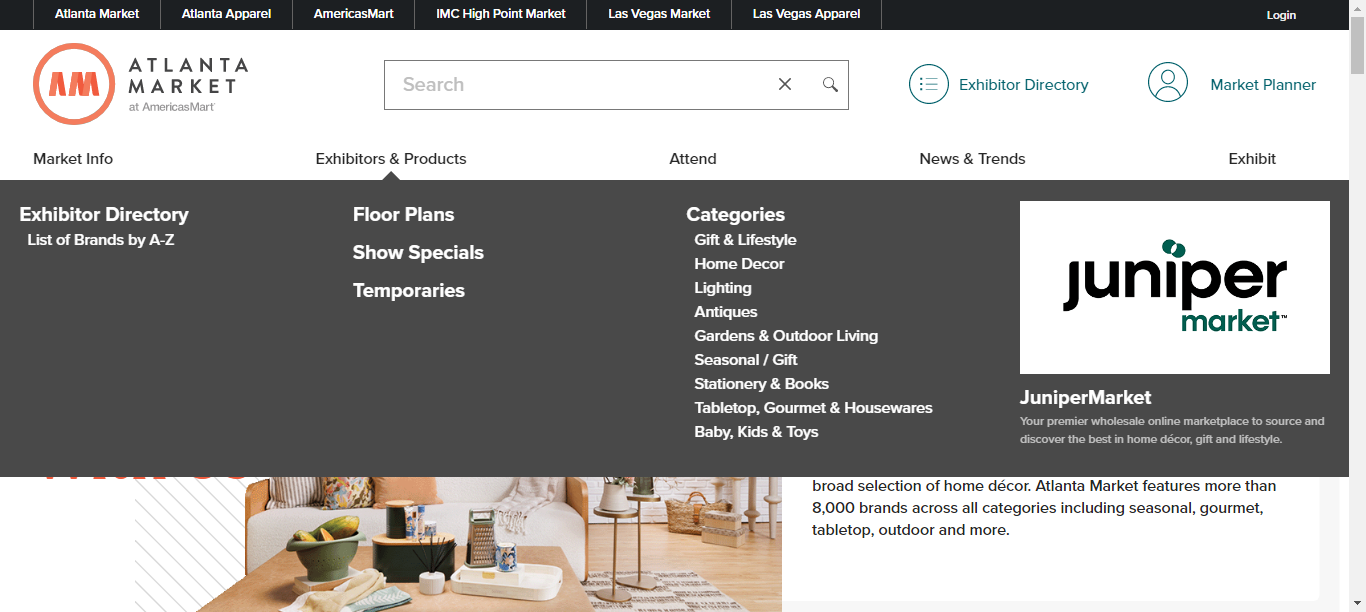 Atlanta Market
Atlanta Apparel
AmericasMart
IMC High Point Market
Las Vegas Market
Las Vegas Apparel
Login
AM
ATLANTA
MARKET
at AmericasMart
Search
Exhibitor Directory
Market Planner
Market Info
Exhibitors & Products
Attend
News & Trends
Exhibit
Exhibitor Directory
List of Brands by A-Z
Floor Plans
Show Specials
Temporaries
Categories
Gift & Lifestyle
Home Decor
Lighting
Antiques
Gardens & Outdoor Living
Seasonal / Gift
Stationery & Books
Tabletop, Gourmet & Housewares
Baby, Kids & Toys
juniper
market™
JuniperMarket
Your premier wholesale online marketplace to source and
discover the best in home décor, gift and lifestyle.
broad selection of home décor. Atlanta Market features more than
8,000 brands across all categories including seasonal, gourmet,
tabletop, outdoor and more.